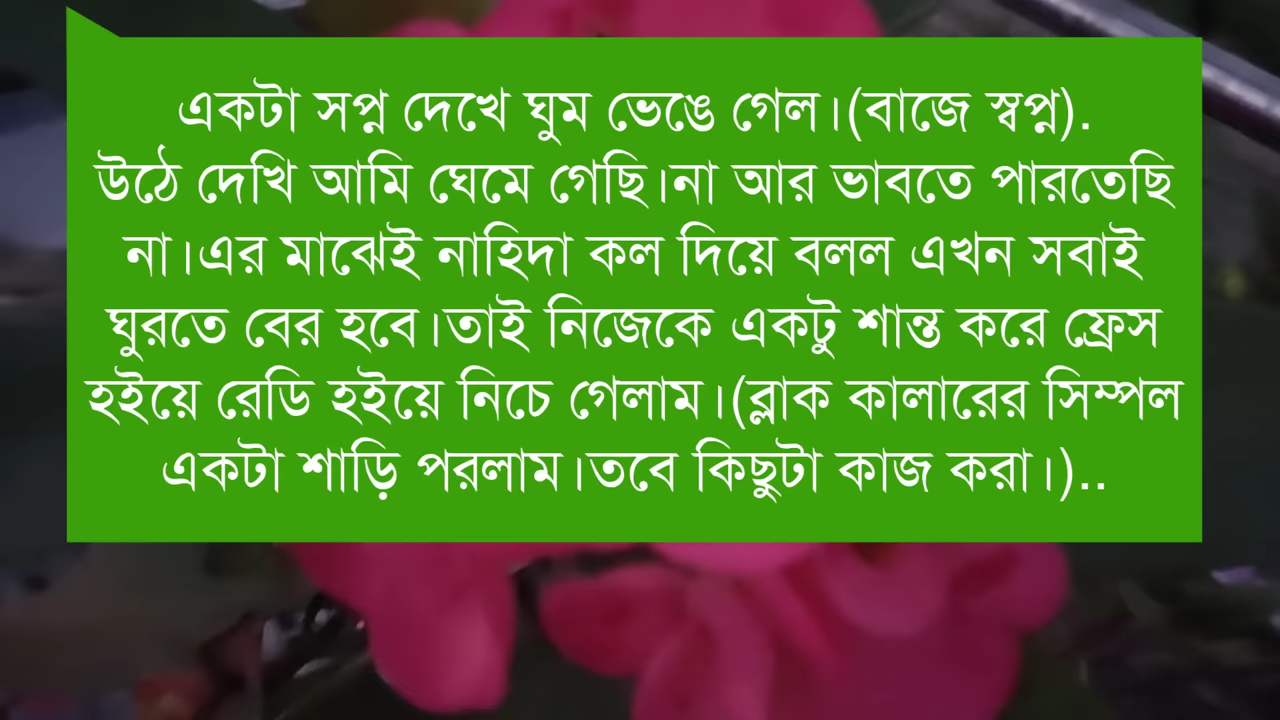 একটা সপ্ন দেখে ঘুম ভেঙে গেল।(বাজে স্বপ্ন).
উঠে দেখি আমি ঘেমে গেছি।না আর ভাবতে পারতেছি
না।এর মাঝেই নাহিদা কল দিয়ে বলল এখন সবাই
ঘুরতে বের হবে।তাই নিজেকে একটু শান্ত করে ফ্রেস
হইয়ে রেডি হইয়ে নিচে গেলাম।(ব্লাক কালারের সিম্পল
একটা শাড়ি পরলাম।তবে কিছুটা কাজ করা।)..